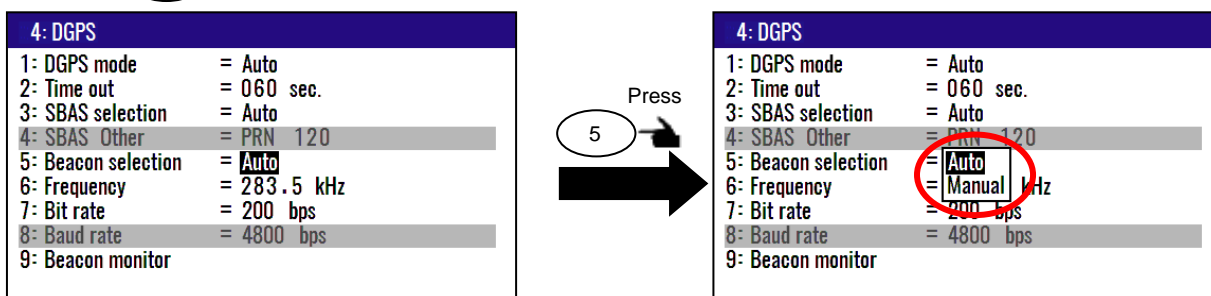 4: DGPS
1: DGPS mode = Auto
2: Time out = 060 sec.
3: SBAS selection = Auto
4: SBAS Other = PRN 120
5: Beacon selection = Auto
6: Frequency = 283.5 kHz
7: Bit rate = 200 bps
8: Baud rate = 4800 bps
9: Beacon monitor
Press
5
4: DGPS
1: DGPS mode = Auto
2: Time out = 060 sec.
3: SBAS selection = Auto
4: SBAS Other = PRN 120
5: Beacon selection = Auto
6: Frequency = Manual kHz
7: Bit rate = 200 bps
8: Baud rate = 4800 bps
9: Beacon monitor